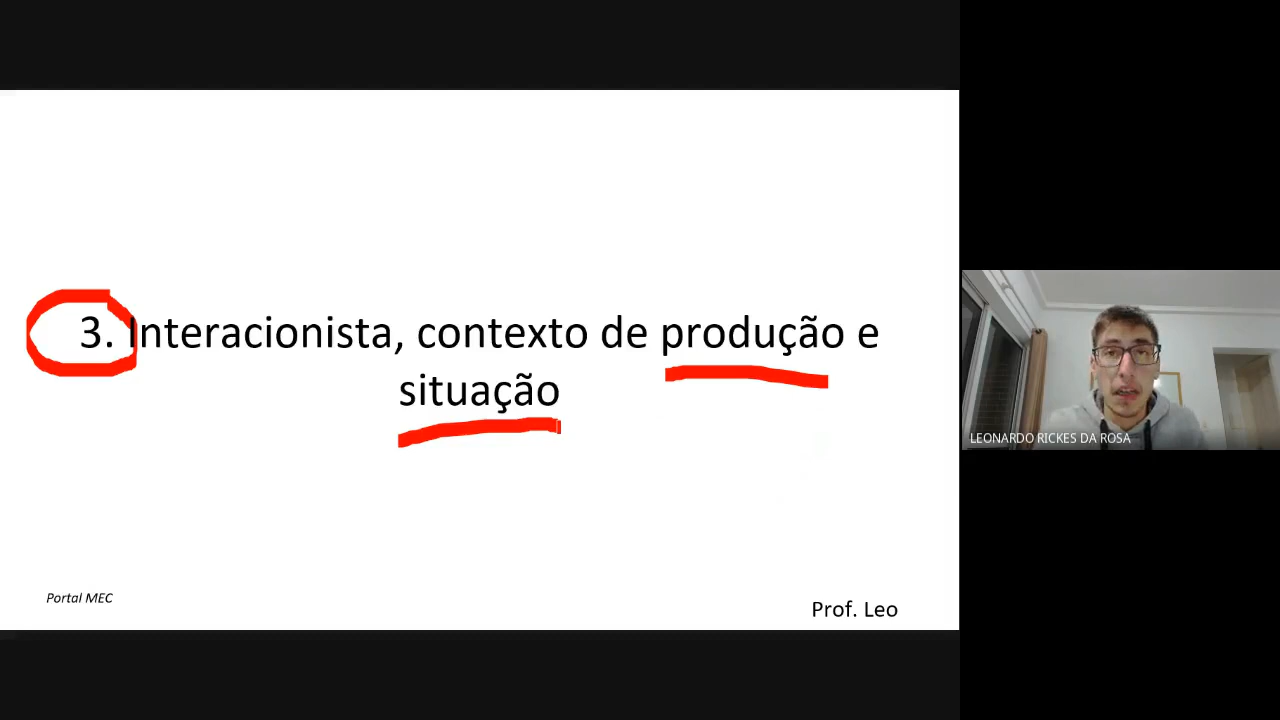 3. Interacionista, contexto de produção e
situação
Portal MEC
Prof. Leo
LEONARDO RICKES DA ROSA